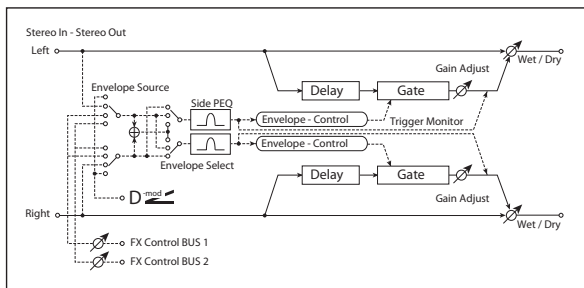 Stereo In - Stereo Out
Left
Wet / Dry
Gain Adjust
Envelope Source
Side PEQ
Delay
Gate
Envelope - Control
Trigger Monitor
Envelope - Control
Envelope Select
D-mod
Delay
Gate
Gain Adjust
Right
Wet / Dry
FX Control BUS 1
FX Control BUS 2